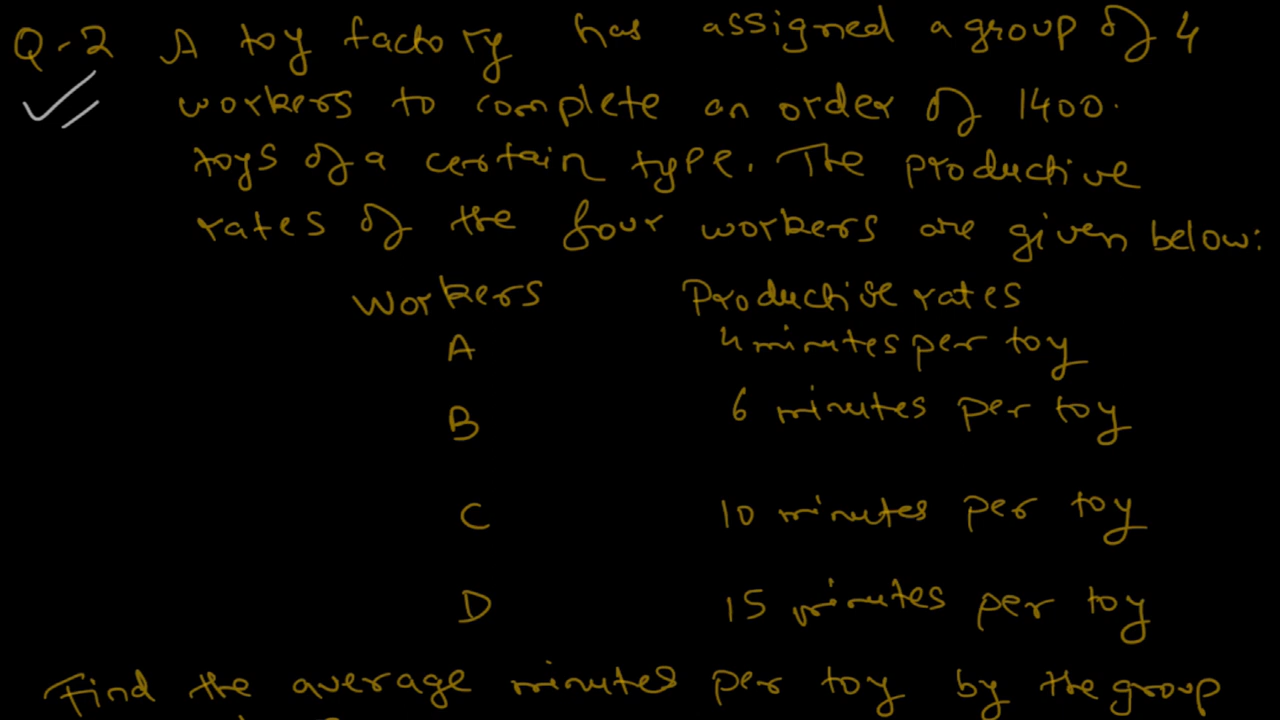 Q-2 A toy factory has assigned a group of 4
workers to complete an order of 1400.
toys of a certain type. The productive
rates of the four workers are given below:
Workers Productive rates
A 4 minutes per toy
B 6 minutes per toy
C 10 minutes per toy
D 15 minutes per toy
Find the average minutes per toy by the group